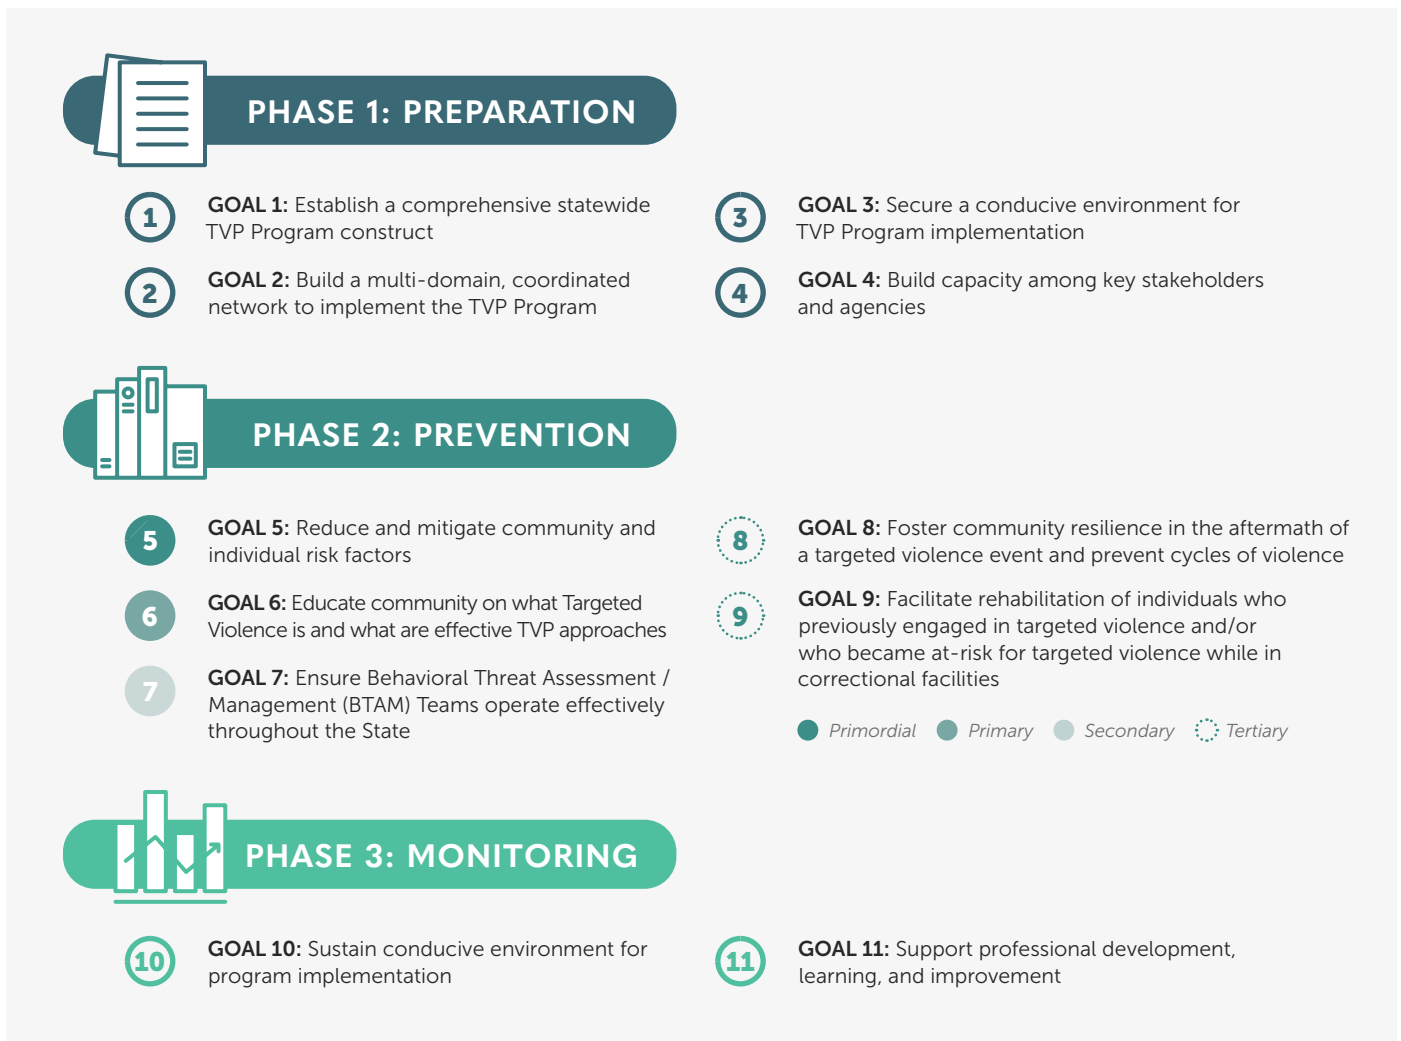 PHASE 1: PREPARATION
1
GOAL 1: Establish a comprehensive statewide
TVP Program construct
2
GOAL 2: Build a multi-domain, coordinated
network to implement the TVP Program
3
GOAL 3: Secure a conducive environment for
TVP Program implementation
4
GOAL 4: Build capacity among key stakeholders
and agencies
PHASE 2: PREVENTION
5
GOAL 5: Reduce and mitigate community and
individual risk factors
6
GOAL 6: Educate community on what Targeted
Violence is and what are effective TVP approaches
7
GOAL 7: Ensure Behavioral Threat Assessment /
Management (BTAM) Teams operate effectively
throughout the State
8
GOAL 8: Foster community resilience in the aftermath of
a targeted violence event and prevent cycles of violence
9
GOAL 9: Facilitate rehabilitation of individuals who
previously engaged in targeted violence and/or
who became at-risk for targeted violence while in
correctional facilities
Primordial Primary Secondary Tertiary
PHASE 3: MONITORING
10
GOAL 10: Sustain conducive environment for
program implementation
11
GOAL 11: Support professional development,
learning, and improvement